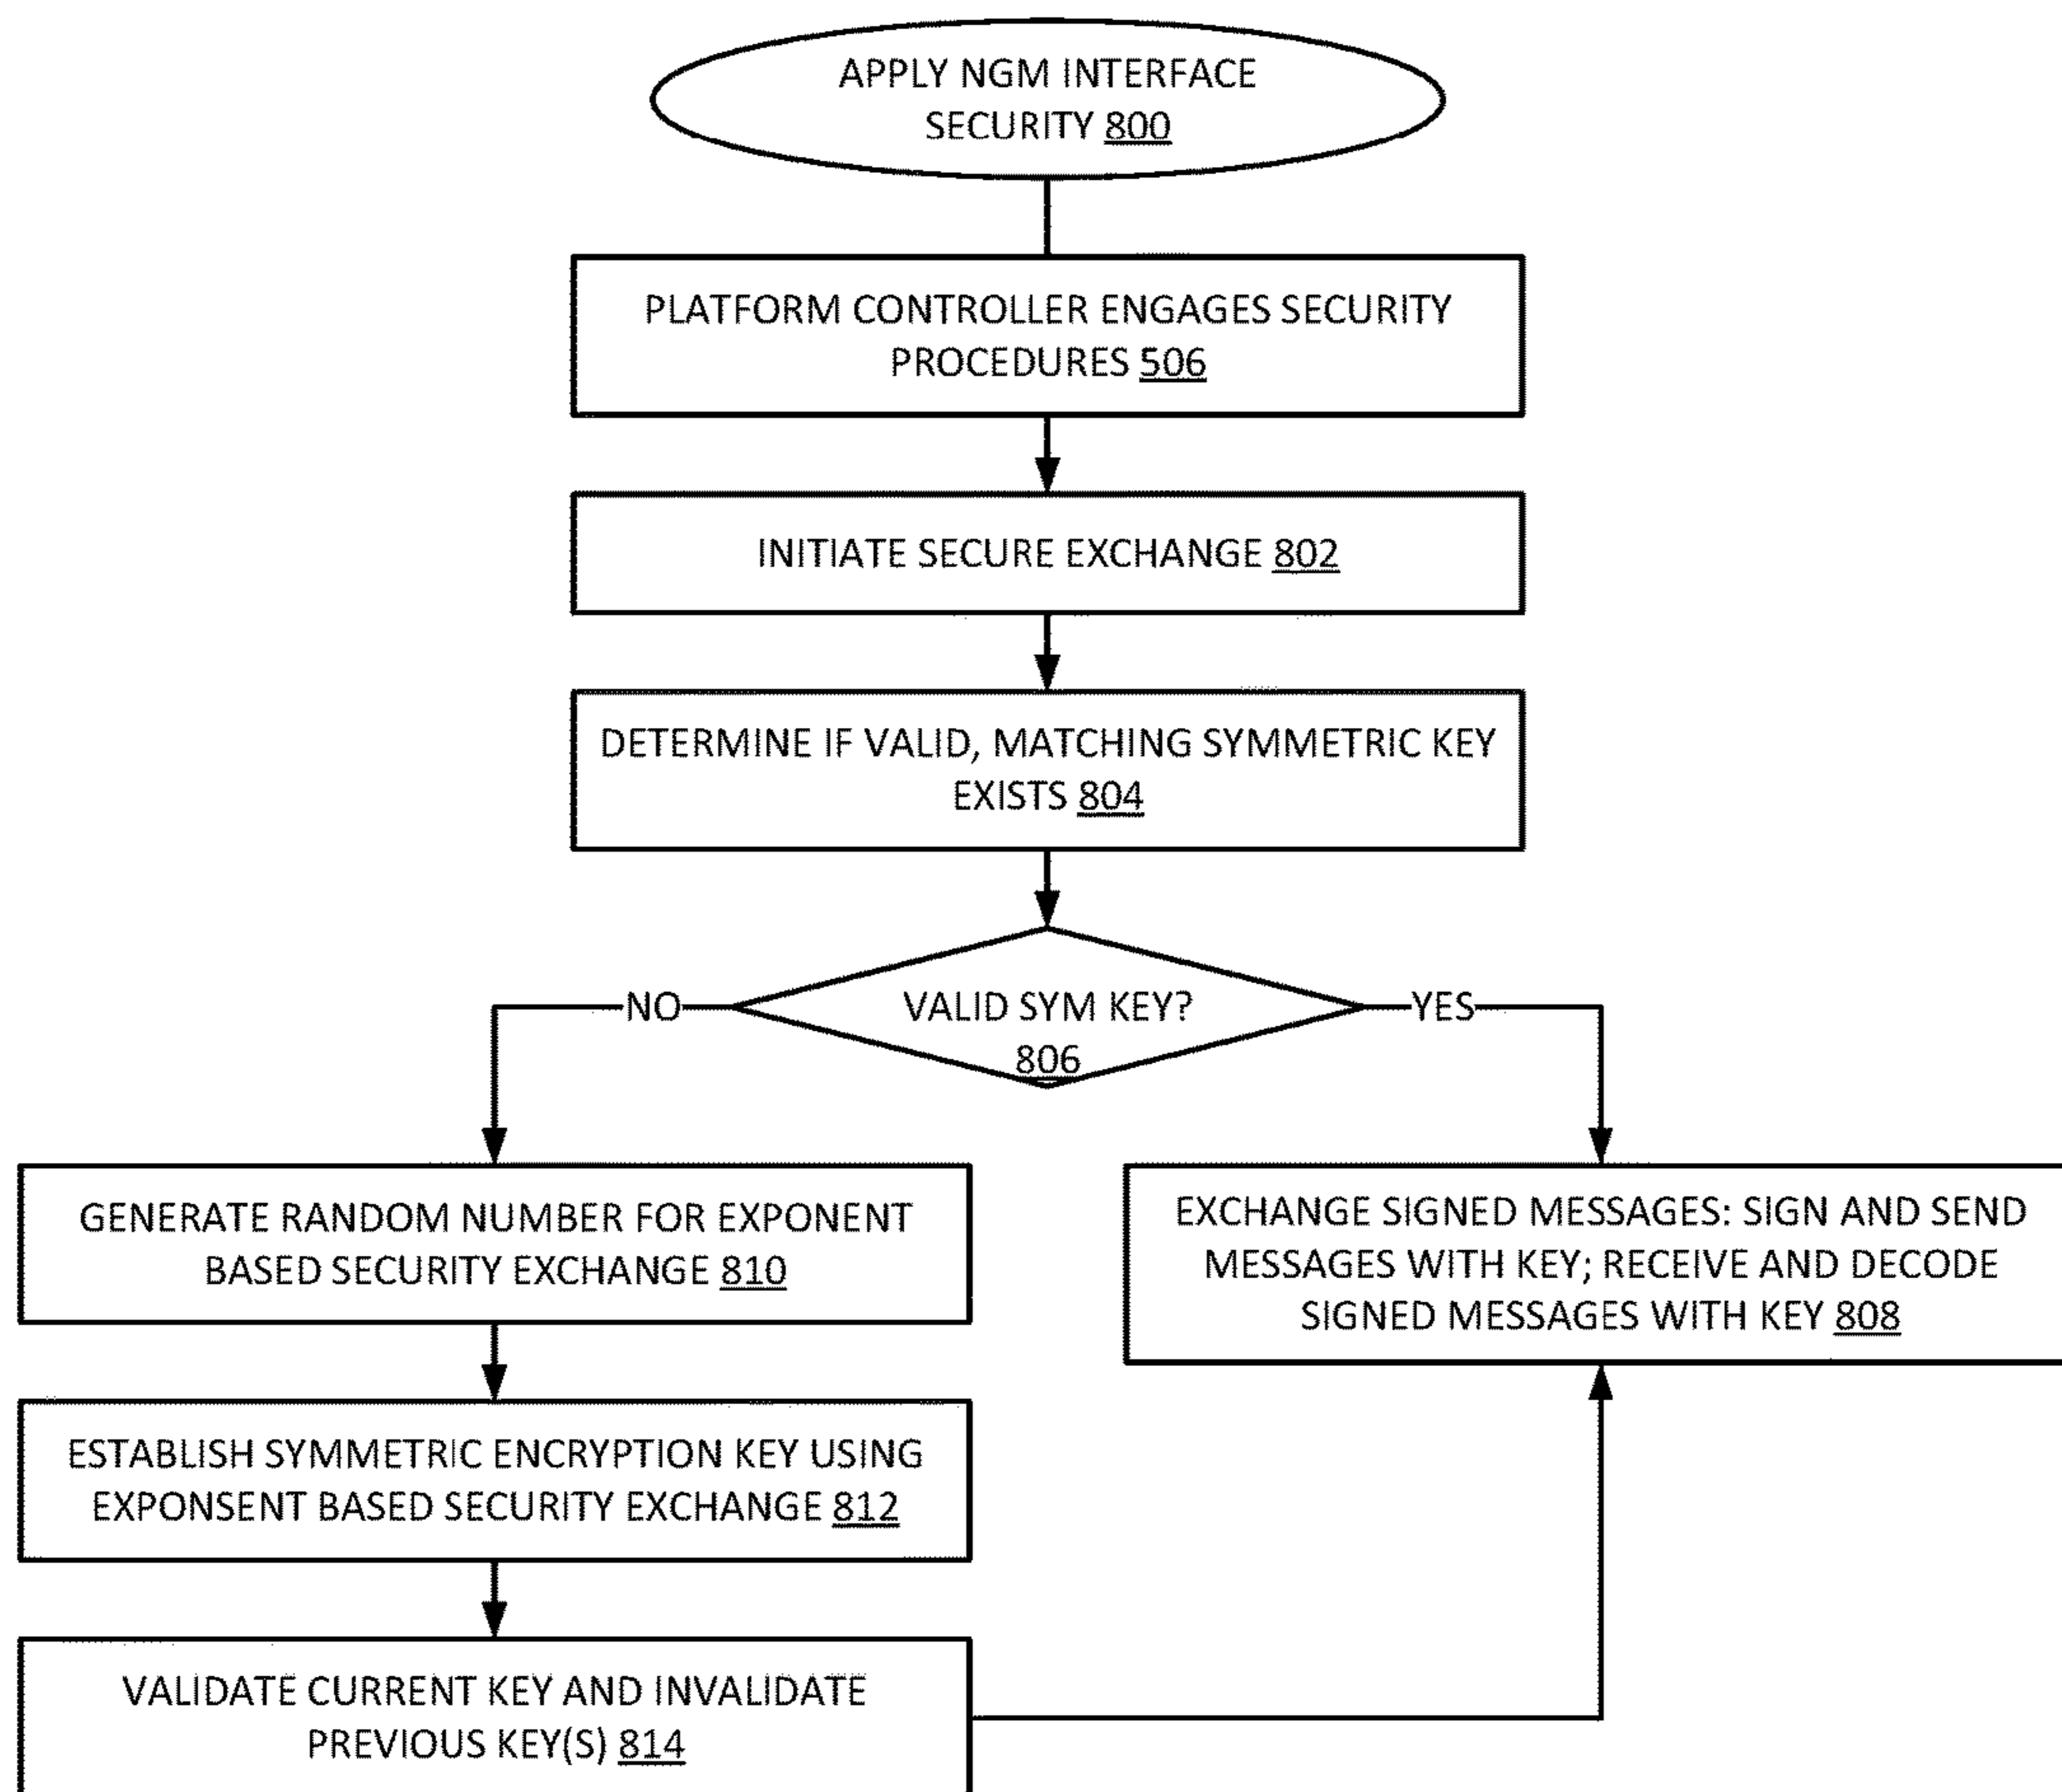 APPLY NGM INTERFACE
SECURITY 800
PLATFORM CONTROLLER ENGAGES SECURITY
PROCEDURES 506
INITIATE SECURE EXCHANGE 802
DETERMINE IF VALID, MATCHING SYMMETRIC KEY
EXISTS 804
VALID SYM KEY?
806
NO
YES
GENERATE RANDOM NUMBER FOR EXPONENT
BASED SECURITY EXCHANGE 810
EXCHANGE SIGNED MESSAGES: SIGN AND SEND
MESSAGES WITH KEY; RECEIVE AND DECODE
SIGNED MESSAGES WITH KEY 808
ESTABLISH SYMMETRIC ENCRYPTION KEY USING
EXPONSENT BASED SECURITY EXCHANGE 812
VALIDATE CURRENT KEY AND INVALIDATE
PREVIOUS KEY(S) 814